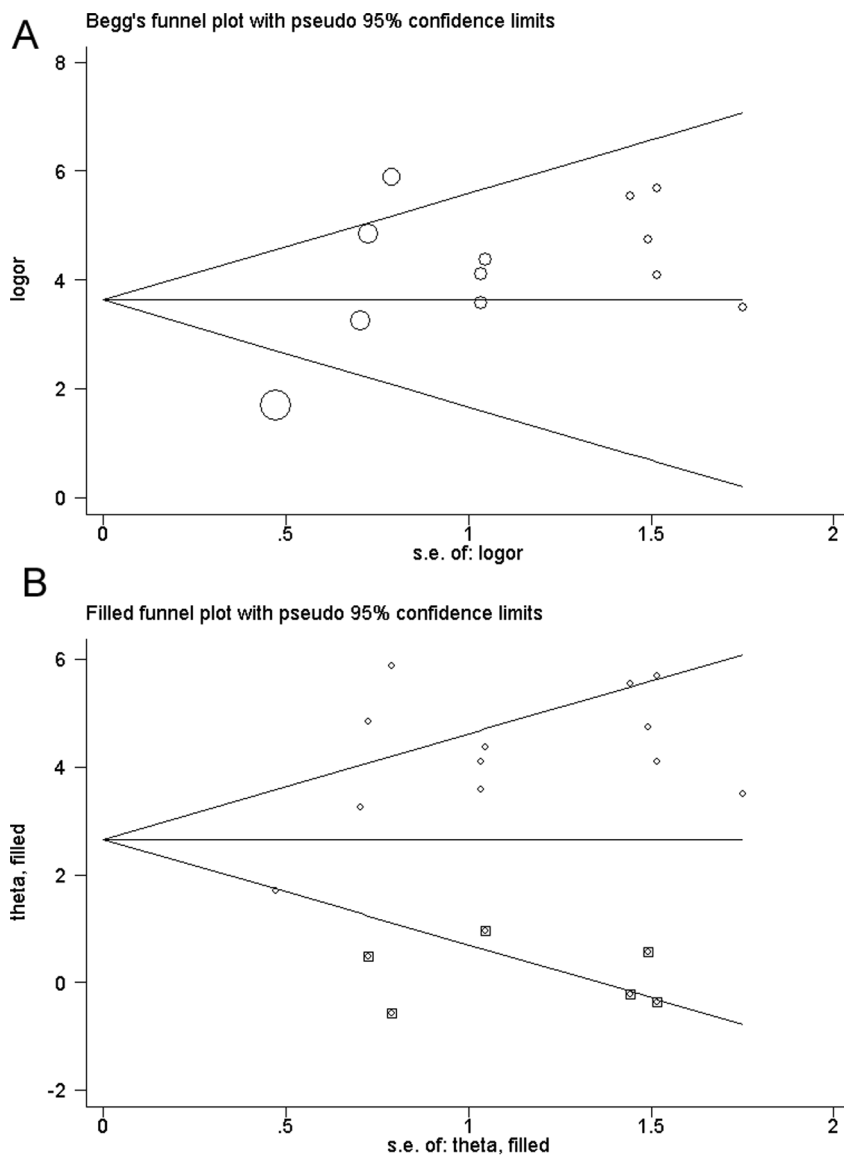 A
Begg's funnel plot with pseudo 95% confidence limits
8
6
4
2
0
logor
0 .5 1 1.5 2
s.e. of: logor
B
Filled funnel plot with pseudo 95% confidence limits
6
4
2
0
-2
theta, filled
0 .5 1 1.5 2
s.e. of: theta, filled